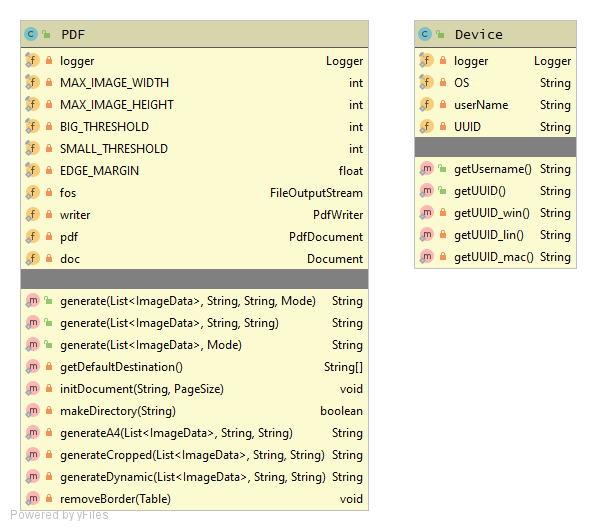 C PDF
f logger Logger
f MAX_IMAGE_WIDTH int
f MAX_IMAGE_HEIGHT int
f BIG_THRESHOLD int
f SMALL_THRESHOLD int
f EDGE_MARGIN float
f fos FileOutputStream
f writer PdfWriter
f pdf PdfDocument
f doc Document
m generate(List<ImageData>, String, String, Mode) String
m generate(List<ImageData>, String, String) String
m generate(List<ImageData>, Mode) String
m getDefaultDestination() String[]
m initDocument(String, PageSize) void
m makeDirectory(String) boolean
m generateA4(List<ImageData>, String, String) String
m generateCropped(List<ImageData>, String, String) String
m generateDynamic(List<ImageData>, String, String) String
m removeBorder(Table) void
C Device
f logger Logger
f OS String
f userName String
f UUID String
m getUsername() String
m getUUID() String
m getUUID_win() String
m getUUID_lin() String
m getUUID_mac() String
Powered by yFiles